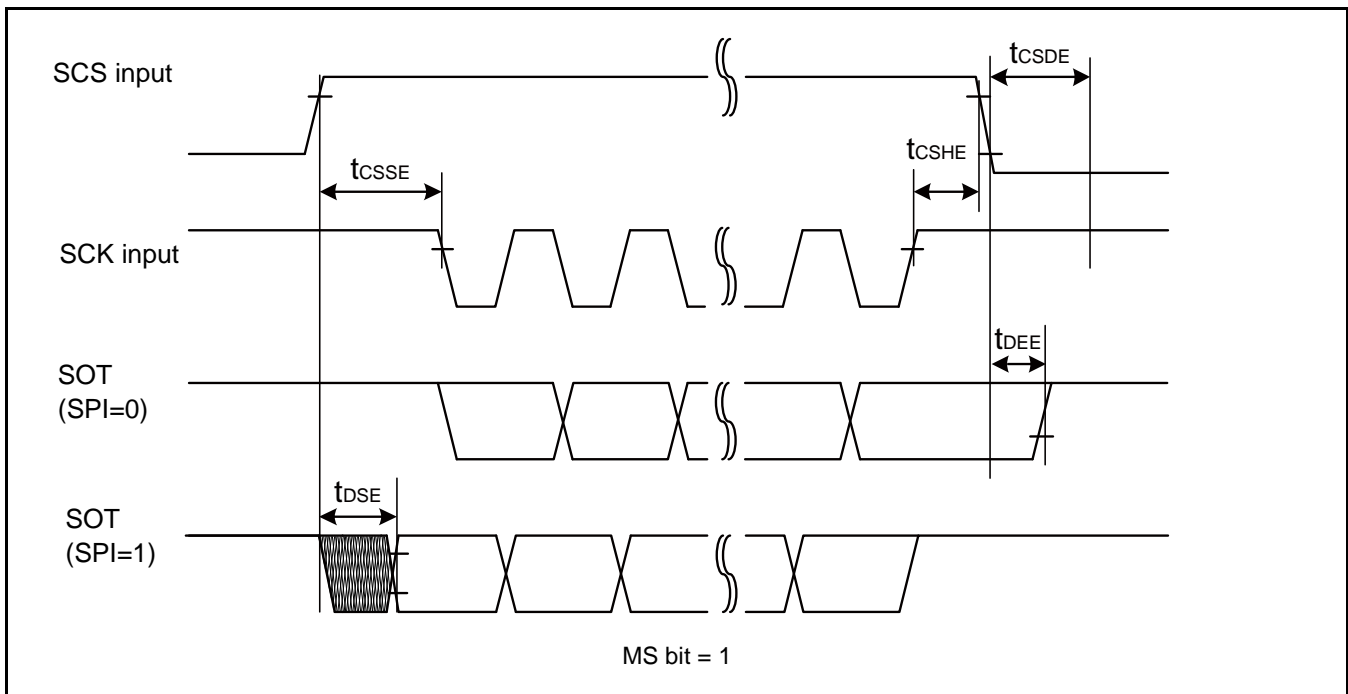 SCS input
tCSDE
tCSHE
tCSSE
SCK input
tDEE
SOT
(SPI=0)
tDSE
SOT
(SPI=1)
MS bit = 1